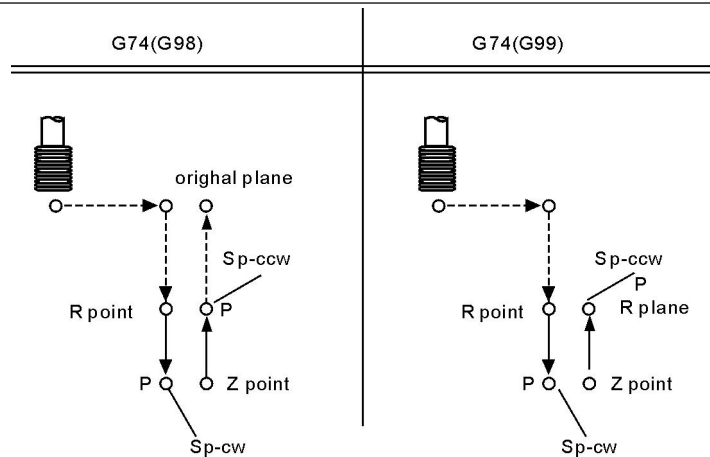 G74(G98)
G74(G99)
orighal plane
Sp-ccw
R point
P
P
Z point
Sp-cw
Sp-ccw
P
R point
R plane
P
Z point
Sp-cw